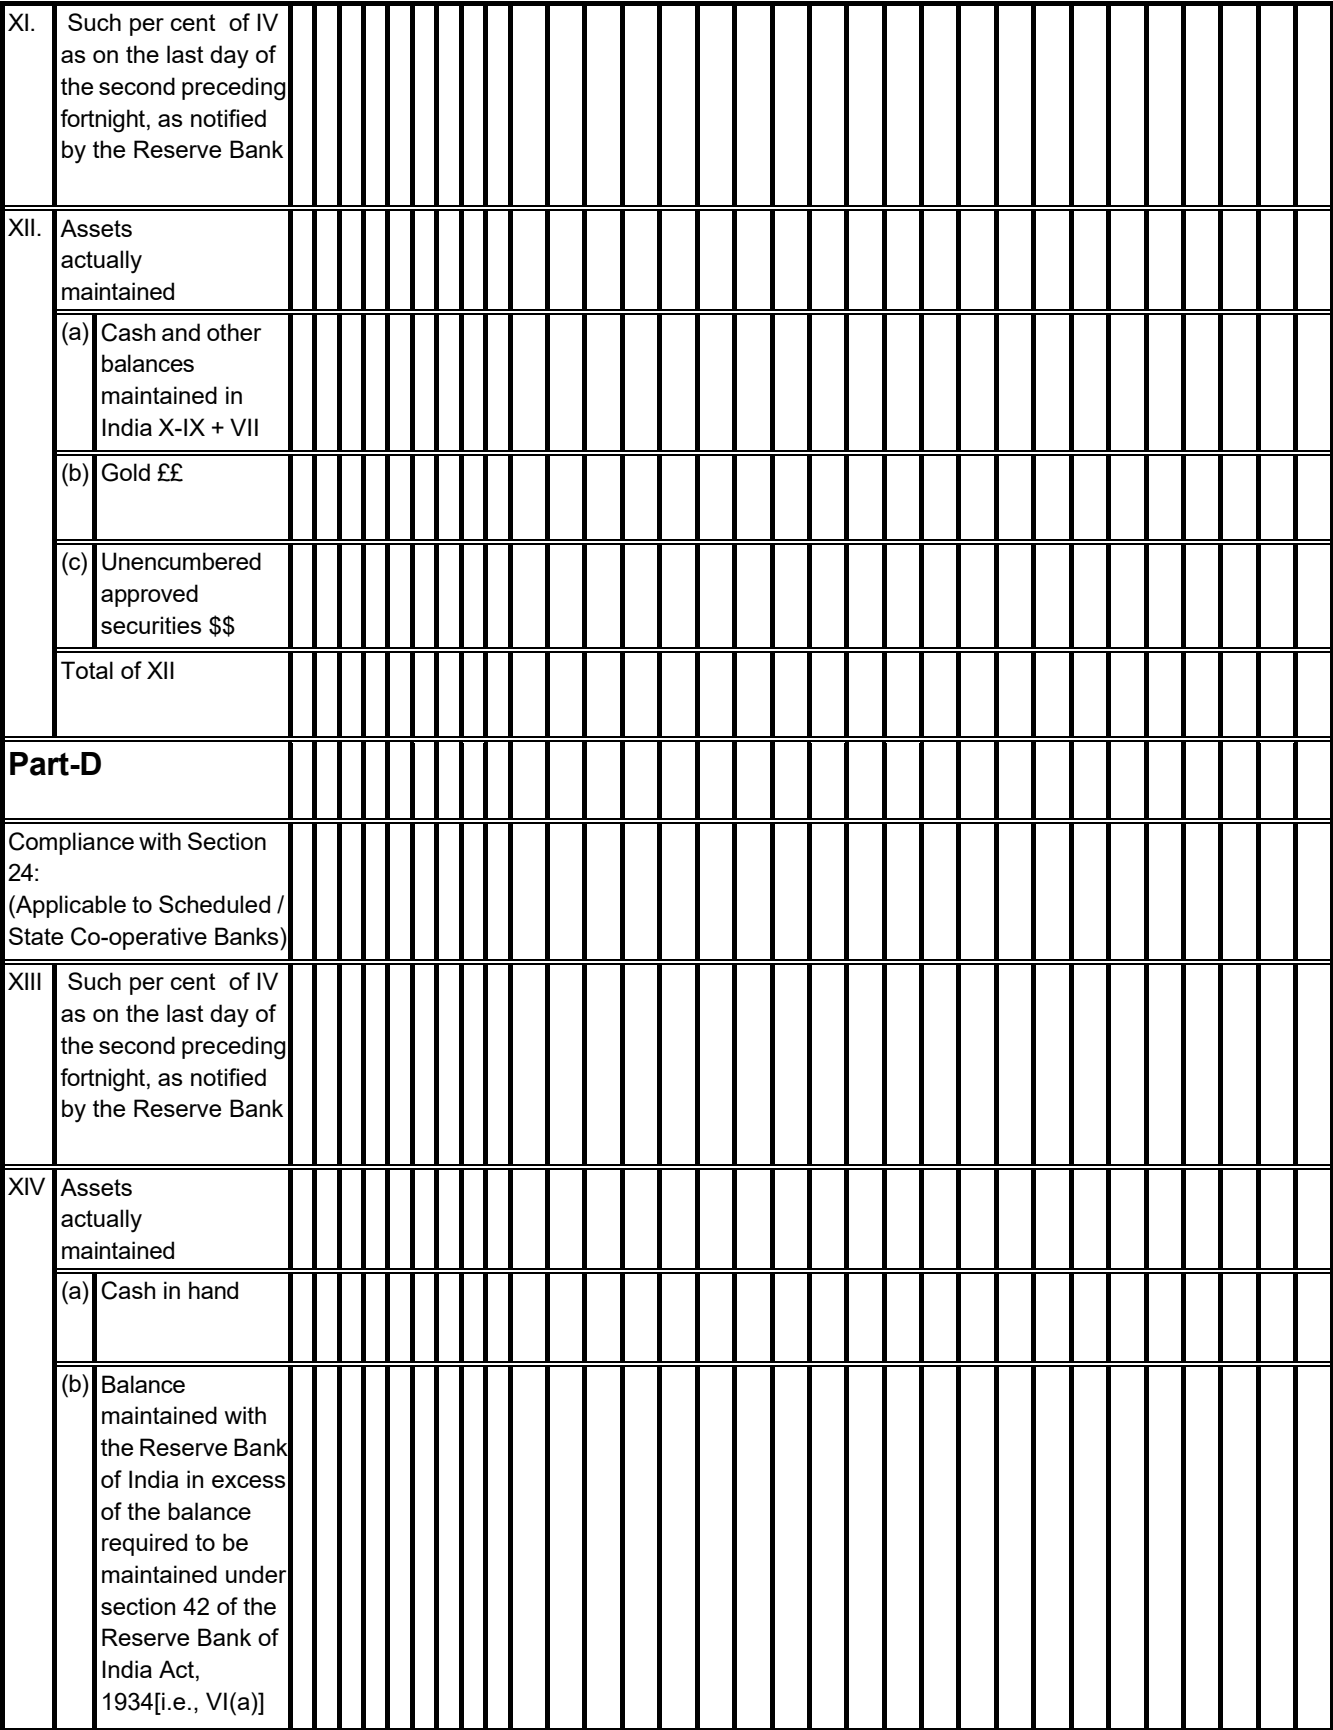 XI. Such per cent of IV
as on the last day of
the second preceding
fortnight, as notified
by the Reserve Bank
XII. Assets
actually
maintained
(a) Cash and other
balances
maintained in
India X-IX + VII
(b) Gold ££
(c) Unencumbered
approved
securities $$
Total of XII
Part-D
Compliance with Section
24:
(Applicable to Scheduled /
State Co-operative Banks)
XIII Such per cent of IV
as on the last day of
the second preceding
fortnight, as notified
by the Reserve Bank
XIV Assets
actually
maintained
(a) Cash in hand
(b) Balance
maintained with
the Reserve Bank
of India in excess
of the balance
required to be
maintained under
section 42 of the
Reserve Bank of
India Act,
1934[i.e., VI(a)]